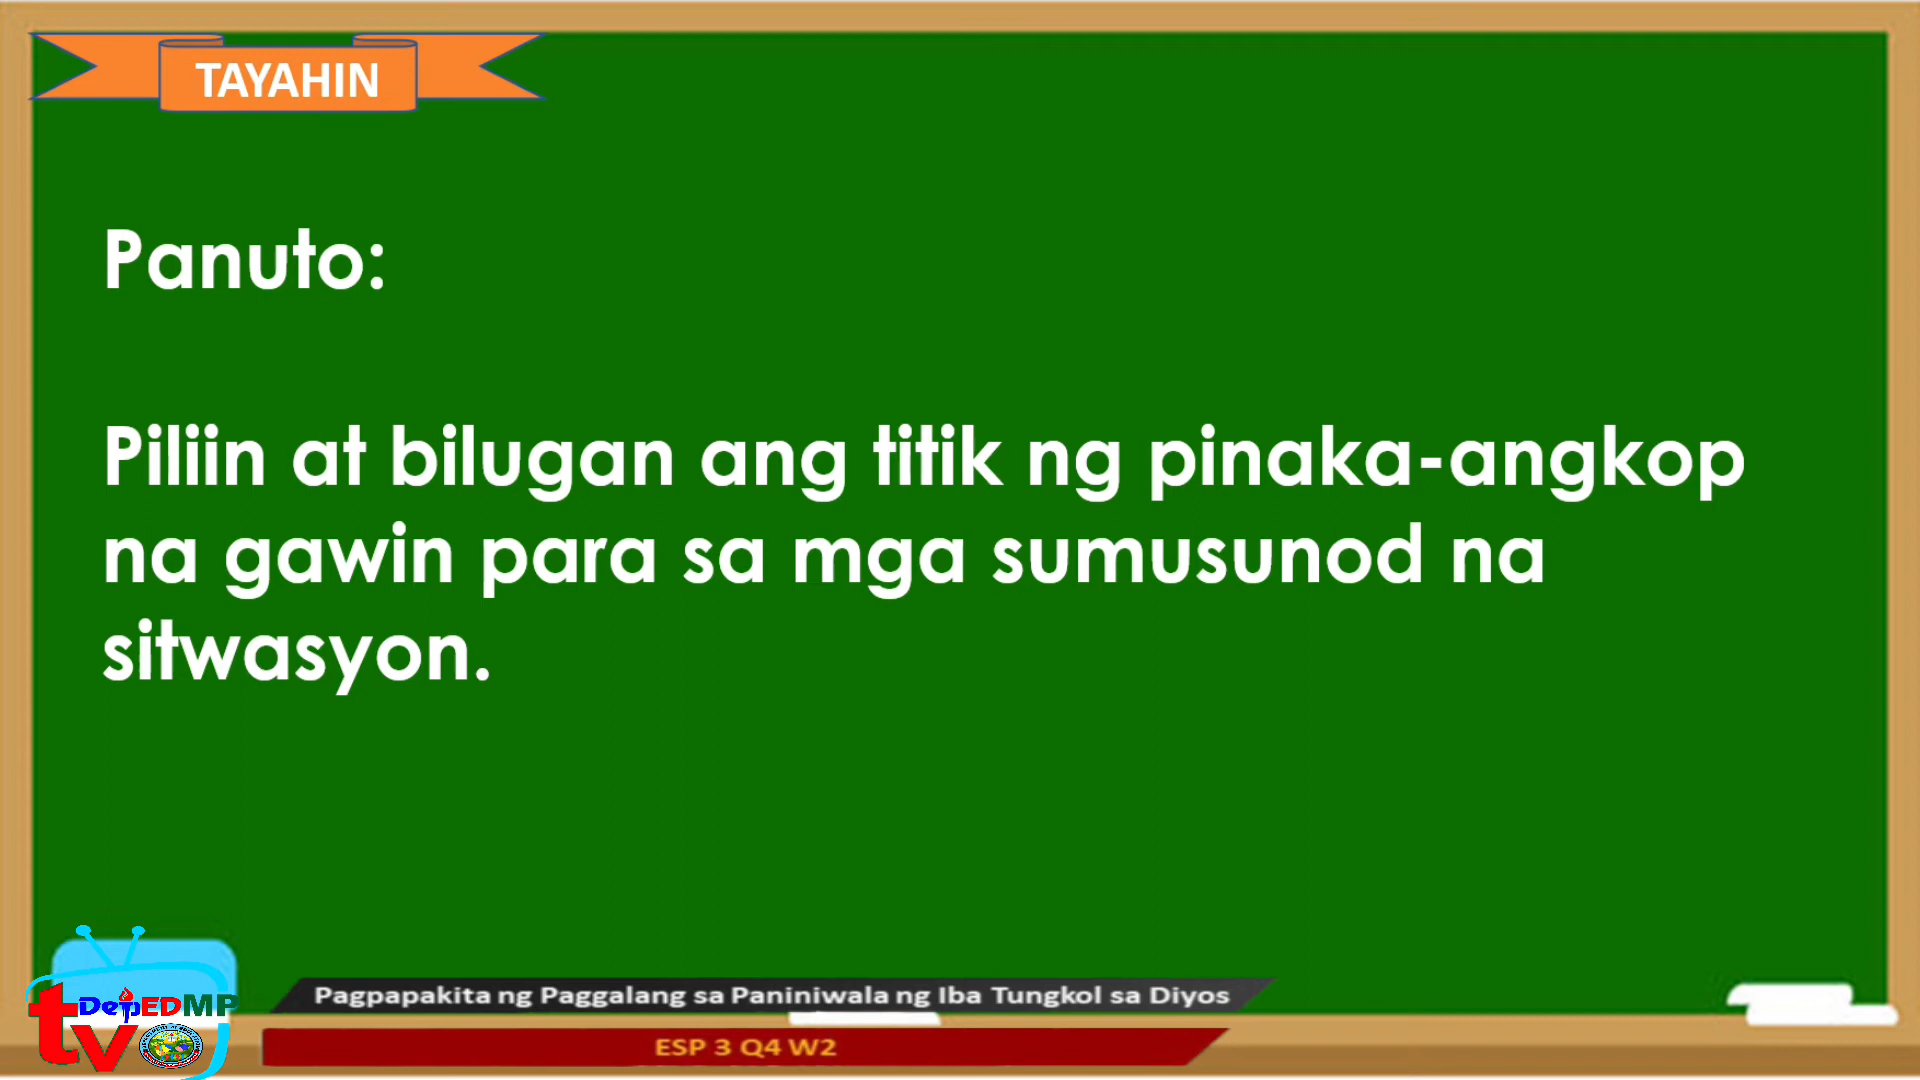 TAYAHIN
Panuto:
Piliin at bilugan ang titik ng pinaka-angkop
na gawin para sa mga sumusunod na
sitwasyon.
Pagpapakita ng Paggalang sa Paniniwala ng Iba Tungkol sa Diyos
ESP 3 Q4 W2
DepEDMP
tv